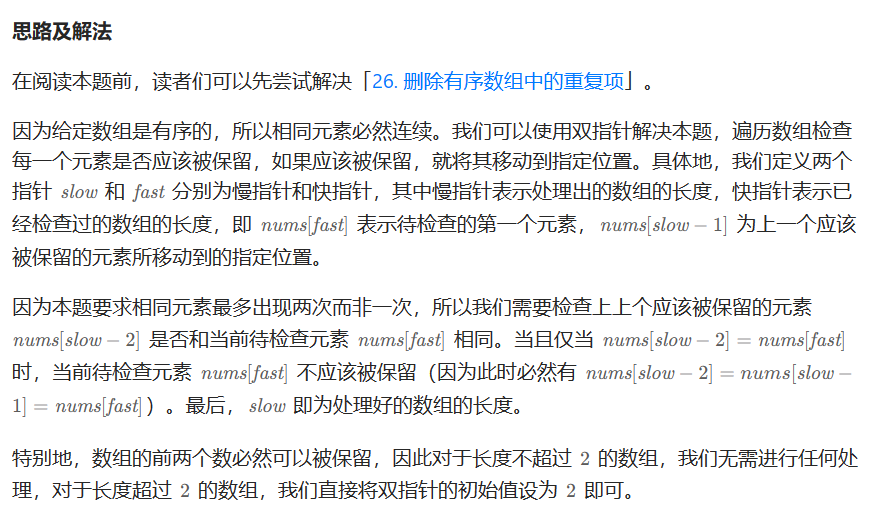 思路及解法
在阅读本题前，读者们可以先尝试解决「26. 删除有序数组中的重复项」。
因为给定数组是有序的，所以相同元素必然连续。我们可以使用双指针解决本题，遍历数组检查
每一个元素是否应该被保留，如果应该被保留，就将其移动到指定位置。具体地，我们定义两个
指针 slow 和 fast 分别为慢指针和快指针，其中慢指针表示处理出的数组的长度，快指针表示已
经检查过的数组的长度，即 nums[fast] 表示待检查的第一个元素，nums[slow − 1] 为上一个应该
被保留的元素所移动到的指定位置。
因为本题要求相同元素最多出现两次而非一次，所以我们需要检查上上个应该被保留的元素
nums[slow − 2] 是否和当前待检查元素 nums[fast] 相同。当且仅当 nums[slow − 2] = nums[fast]
时，当前待检查元素 nums[fast] 不应该被保留（因为此时必然有 nums[slow − 2] = nums[slow −
1] = nums[fast]）。最后，slow 即为处理好的数组的长度。
特别地，数组的前两个数必然可以被保留，因此对于长度不超过 2 的数组，我们无需进行任何处
理，对于长度超过 2 的数组，我们直接将双指针的初始值设为 2 即可。